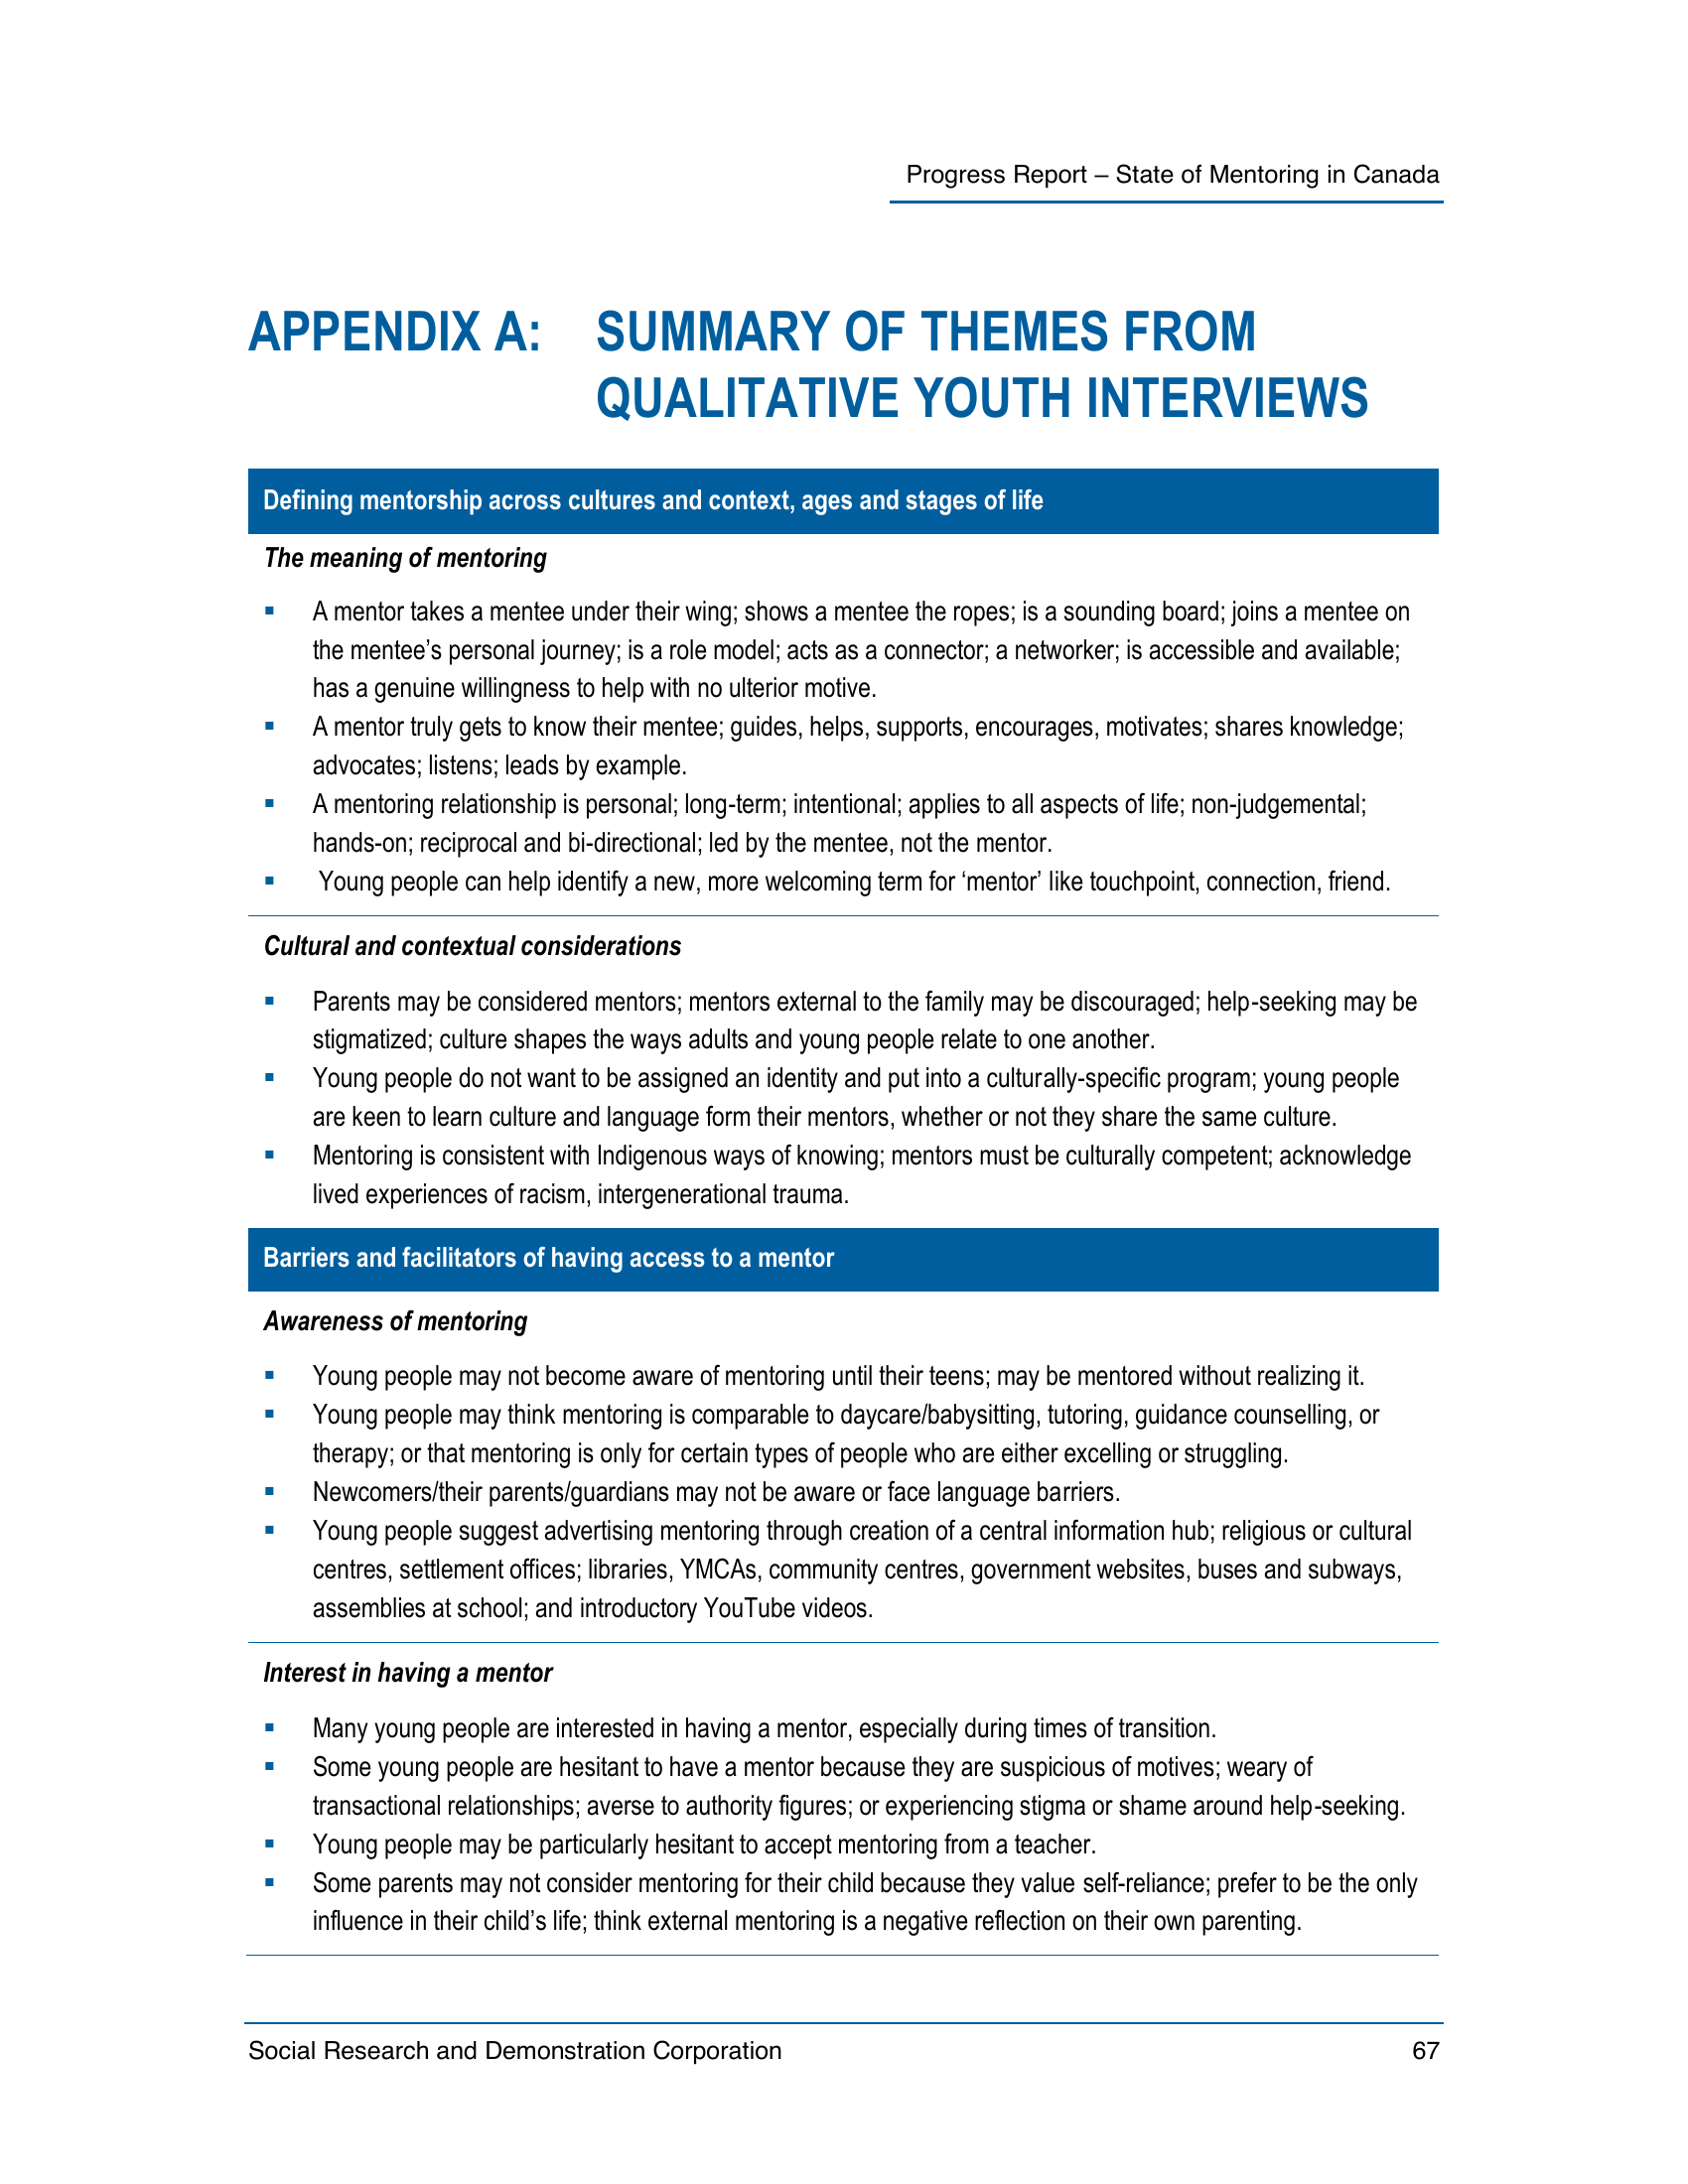 Progress Report – State of Mentoring in Canada
APPENDIX A: SUMMARY OF THEMES FROM
QUALITATIVE YOUTH INTERVIEWS
Defining mentorship across cultures and context, ages and stages of life
The meaning of mentoring
▪ A mentor takes a mentee under their wing; shows a mentee the ropes; is a sounding board; joins a mentee on
the mentee’s personal journey; is a role model; acts as a connector; a networker; is accessible and available;
has a genuine willingness to help with no ulterior motive.
▪ A mentor truly gets to know their mentee; guides, helps, supports, encourages, motivates; shares knowledge;
advocates; listens; leads by example.
▪ A mentoring relationship is personal; long-term; intentional; applies to all aspects of life; non-judgemental;
hands-on; reciprocal and bi-directional; led by the mentee, not the mentor.
▪ Young people can help identify a new, more welcoming term for ‘mentor’ like touchpoint, connection, friend.
Cultural and contextual considerations
▪ Parents may be considered mentors; mentors external to the family may be discouraged; help-seeking may be
stigmatized; culture shapes the ways adults and young people relate to one another.
▪ Young people do not want to be assigned an identity and put into a culturally-specific program; young people
are keen to learn culture and language form their mentors, whether or not they share the same culture.
▪ Mentoring is consistent with Indigenous ways of knowing; mentors must be culturally competent; acknowledge
lived experiences of racism, intergenerational trauma.
Barriers and facilitators of having access to a mentor
Awareness of mentoring
▪ Young people may not become aware of mentoring until their teens; may be mentored without realizing it.
▪ Young people may think mentoring is comparable to daycare/babysitting, tutoring, guidance counselling, or
therapy; or that mentoring is only for certain types of people who are either excelling or struggling.
▪ Newcomers/their parents/guardians may not be aware or face language barriers.
▪ Young people suggest advertising mentoring through creation of a central information hub; religious or cultural
centres, settlement offices; libraries, YMCAs, community centres, government websites, buses and subways,
assemblies at school; and introductory YouTube videos.
Interest in having a mentor
▪ Many young people are interested in having a mentor, especially during times of transition.
▪ Some young people are hesitant to have a mentor because they are suspicious of motives; weary of
transactional relationships; averse to authority figures; or experiencing stigma or shame around help-seeking.
▪ Young people may be particularly hesitant to accept mentoring from a teacher.
▪ Some parents may not consider mentoring for their child because they value self-reliance; prefer to be the only
influence in their child’s life; think external mentoring is a negative reflection on their own parenting.
Social Research and Demonstration Corporation 67